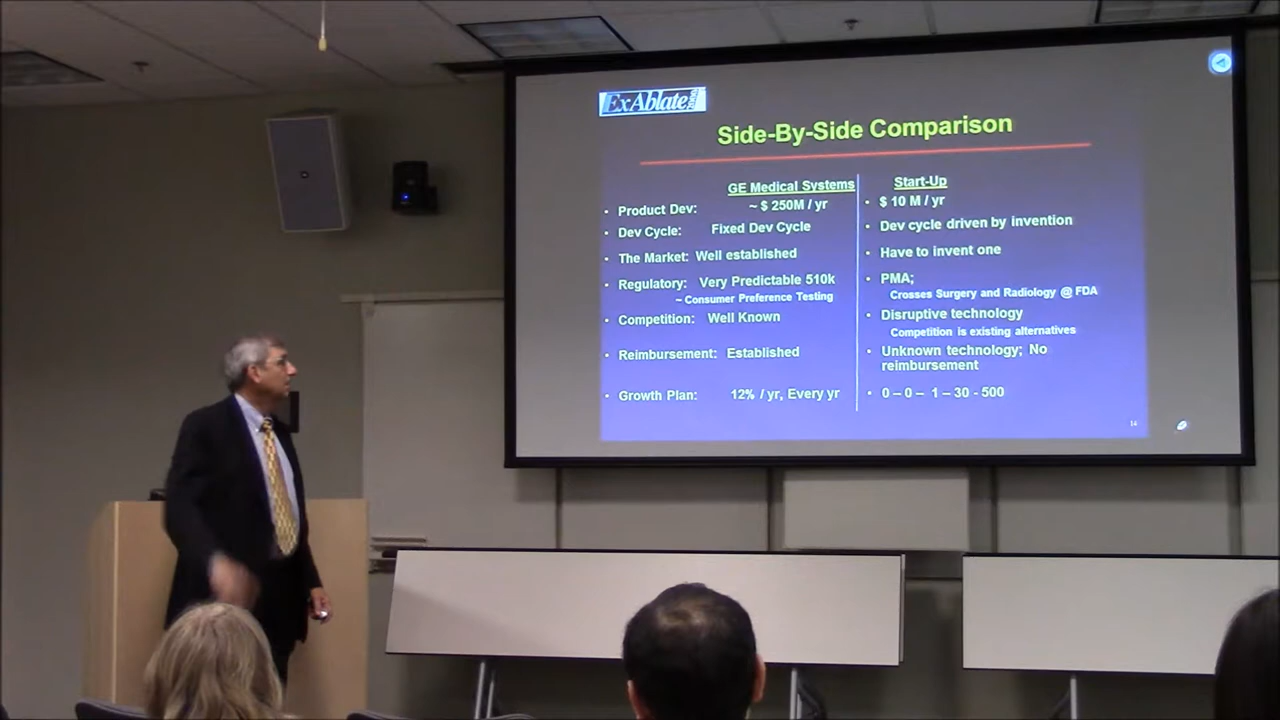 ExAblate 2000
Side-By-Side Comparison
GE Medical Systems
Start-Up
• Product Dev: ~ $ 250M / yr
• $ 10 M / yr
• Dev Cycle: Fixed Dev Cycle
• Dev cycle driven by invention
• The Market: Well established
• Have to invent one
• Regulatory: Very Predictable 510k
~ Consumer Preference Testing
• PMA;
Crosses Surgery and Radiology @ FDA
• Competition: Well Known
• Disruptive technology
Competition is existing alternatives
• Reimbursement: Established
• Unknown technology; No
reimbursement
• Growth Plan: 12% / yr, Every yr
• 0 – 0 – 1 – 30 - 500
14